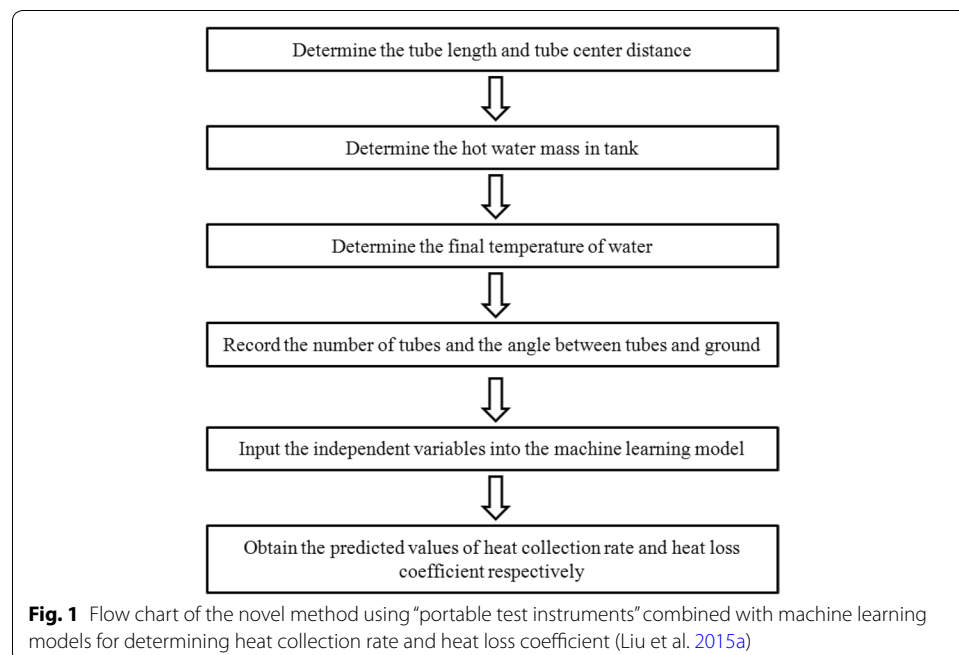 Determine the tube length and tube center distance
Determine the hot water mass in tank
Determine the final temperature of water
Record the number of tubes and the angle between tubes and ground
Input the independent variables into the machine learning model
Obtain the predicted values of heat collection rate and heat loss
coefficient respectively
Fig. 1 Flow chart of the novel method using “portable test instruments” combined with machine learning
models for determining heat collection rate and heat loss coefficient (Liu et al. 2015a)